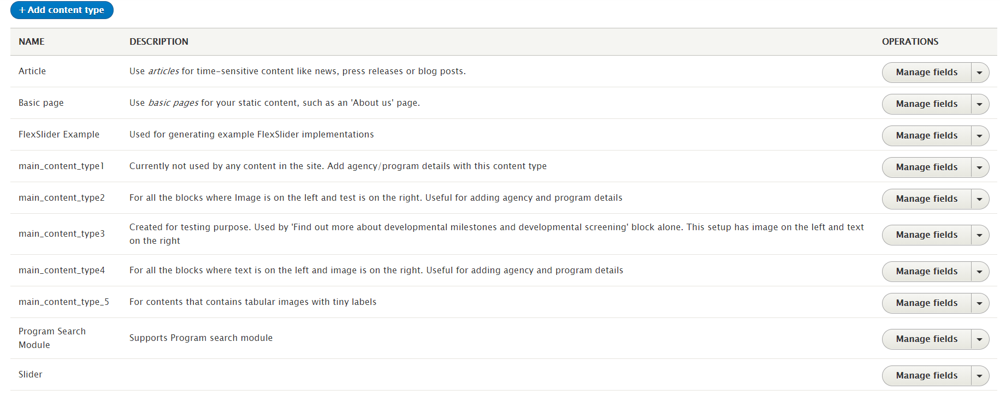 + Add content type
NAME DESCRIPTION OPERATIONS
Article Use articles for time-sensitive content like news, press releases or blog posts. Manage fields
Basic page Use basic pages for your static content, such as an 'About us' page. Manage fields
FlexSlider Example Used for generating example FlexSlider implementations Manage fields
main_content_type1 Currently not used by any content in the site. Add agency/program details with this content type Manage fields
main_content_type2 For all the blocks where Image is on the left and test is on the right. Useful for adding agency and program details Manage fields
main_content_type3 Created for testing purpose. Used by 'Find out more about developmental milestones and developmental screening' block alone. This setup has image on the left and text
on the right Manage fields
main_content_type4 For all the blocks where text is on the left and image is on the right. Useful for adding agency and program details Manage fields
main_content_type_5 For contents that contains tabular images with tiny labels Manage fields
Program Search
Module Supports Program search module Manage fields
Slider Manage fields